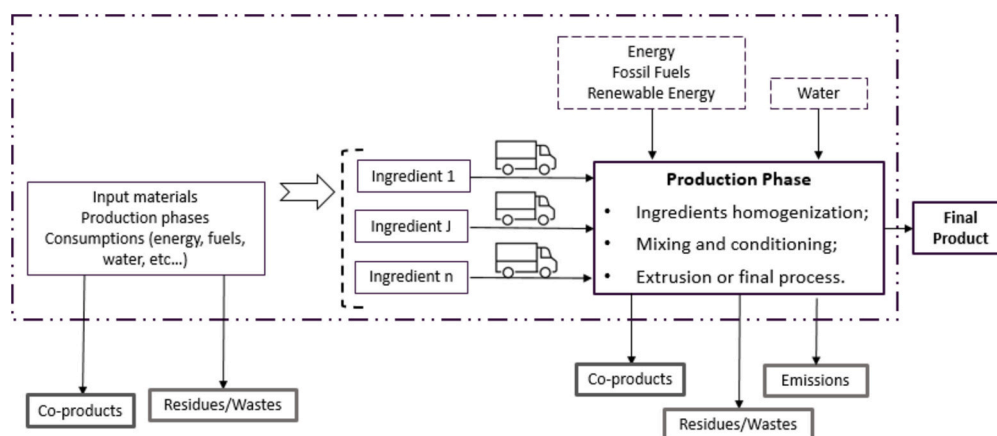 Energy
Fossil Fuels
Renewable Energy
Water
Input materials
Production phases
Consumptions (energy, fuels,
water, etc...)
Ingredient 1
Ingredient J
Ingredient n
Production Phase
• Ingredients homogenization;
• Mixing and conditioning;
• Extrusion or final process.
Final
Product
Co-products
Residues/Wastes
Co-products
Residues/Wastes
Emissions